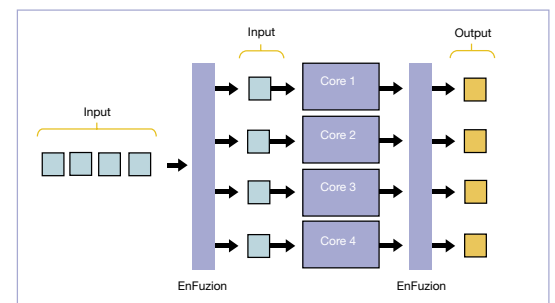 Input
Output
Input
Core 1
Core 2
Core 3
Core 4
EnFuzion
EnFuzion